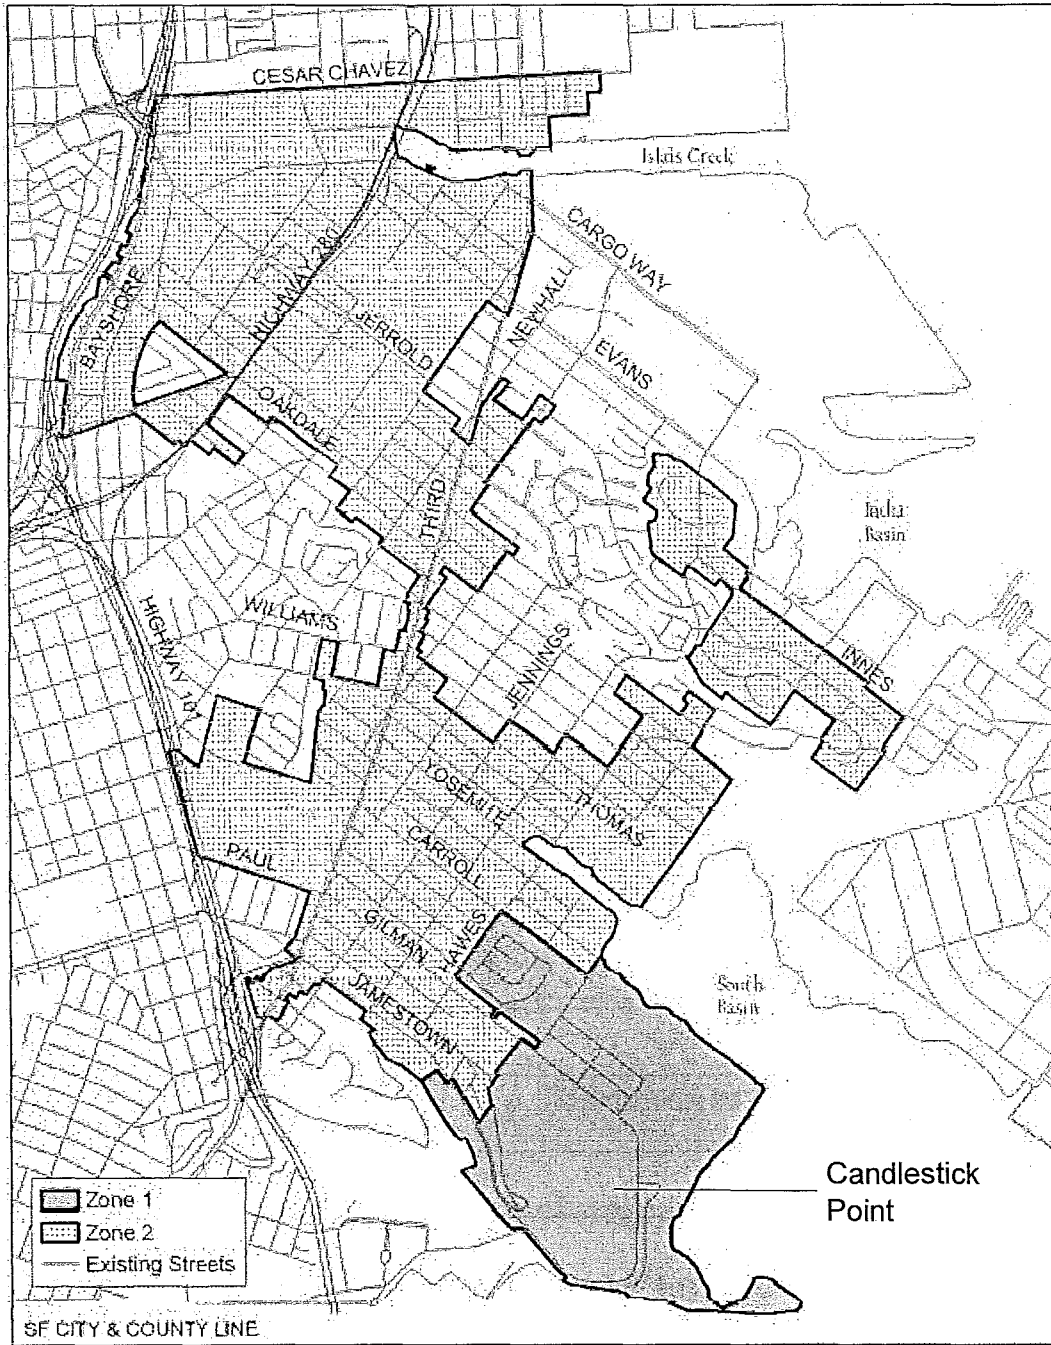 CESAR CHAVEZ
Islais Creek
CARGO WAY
HIGHWAY 280
NEWHALL
BAYSHORE
JERROLD
EVANS
OAKDALE
THIRD
India
Basin
WILLIAMS
HIGHWAY 101
JENNINGS
INNES
YOSEMITE
THOMAS
CARROLL
PAUL
GILMAN
HAWES
JAMESTOWN
South
Basin
Candlestick
Point
Zone 1
Zone 2
Existing Streets
SF CITY & COUNTY LINE